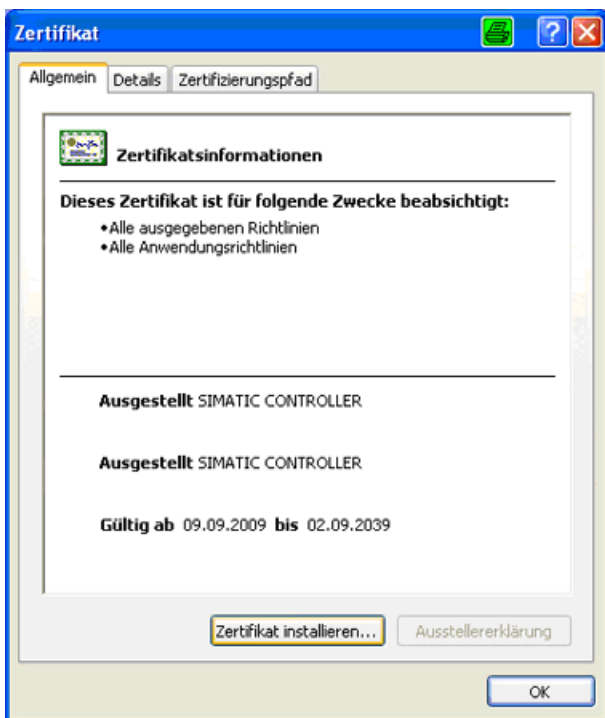 Zertifikat
Allgemein Details Zertifizierungspfad
Zertifikatsinformationen
Dieses Zertifikat ist für folgende Zwecke beabsichtigt:
•Alle ausgegebenen Richtlinien
•Alle Anwendungsrichtlinien
Ausgestellt SIMATIC CONTROLLER
Ausgestellt SIMATIC CONTROLLER
Gültig ab 09.09.2009 bis 02.09.2039
Zertifikat installieren... Ausstellererklärung
OK